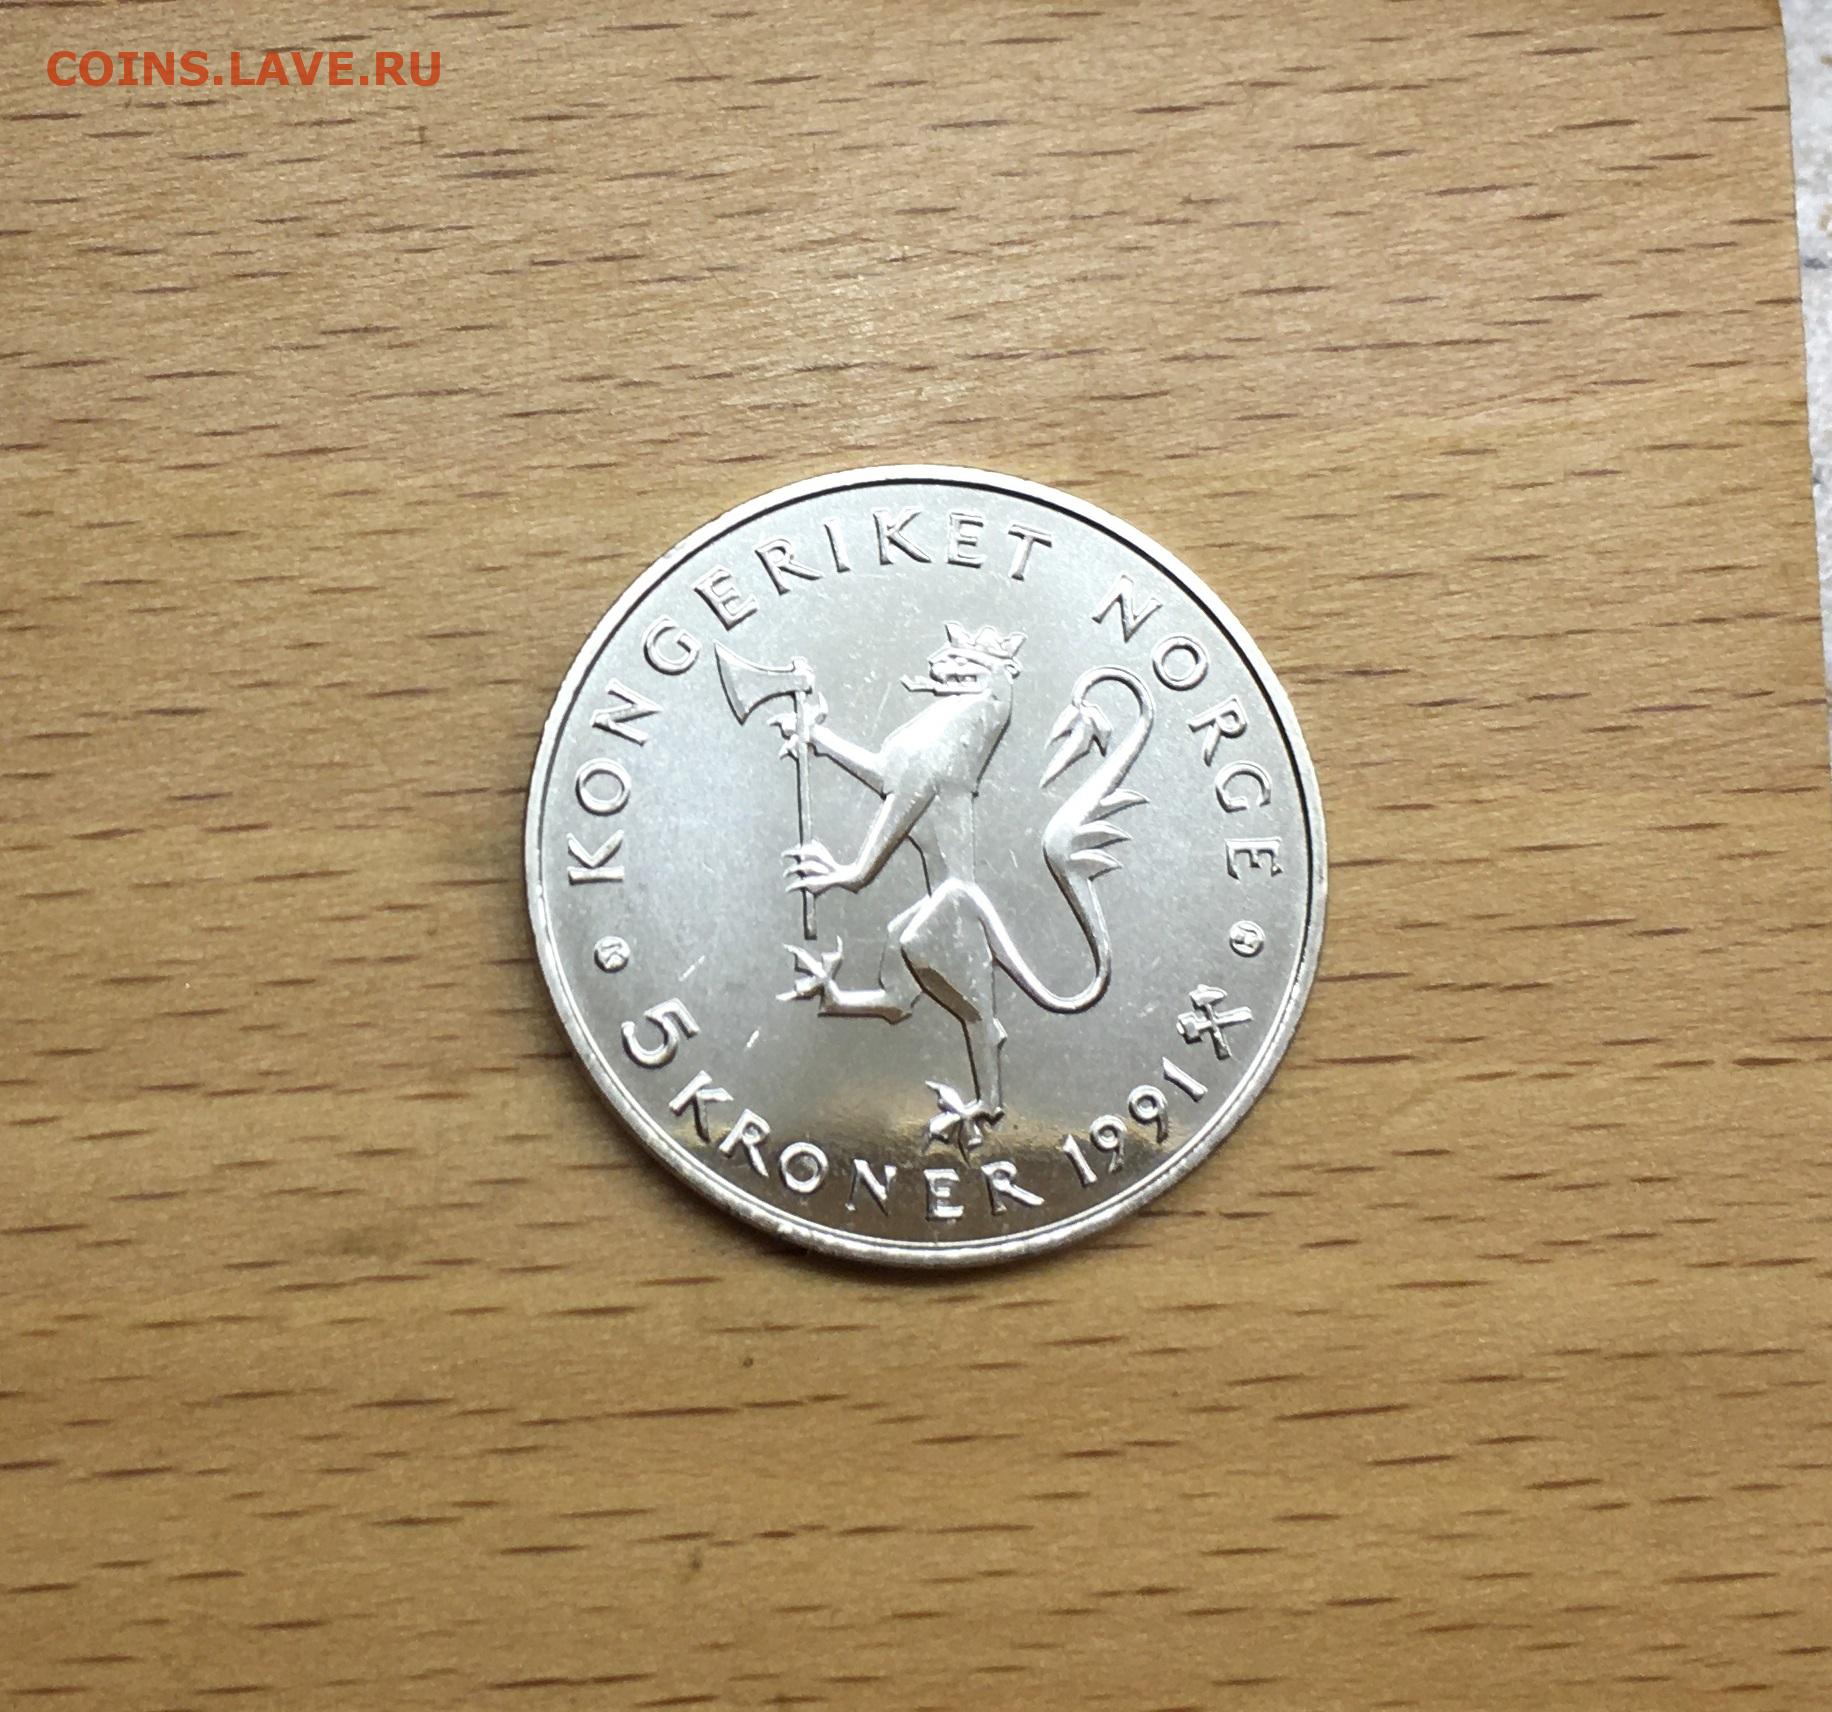 COINS.LAVE.RU
KONGERIKET NORGE
5 KRONER 1991